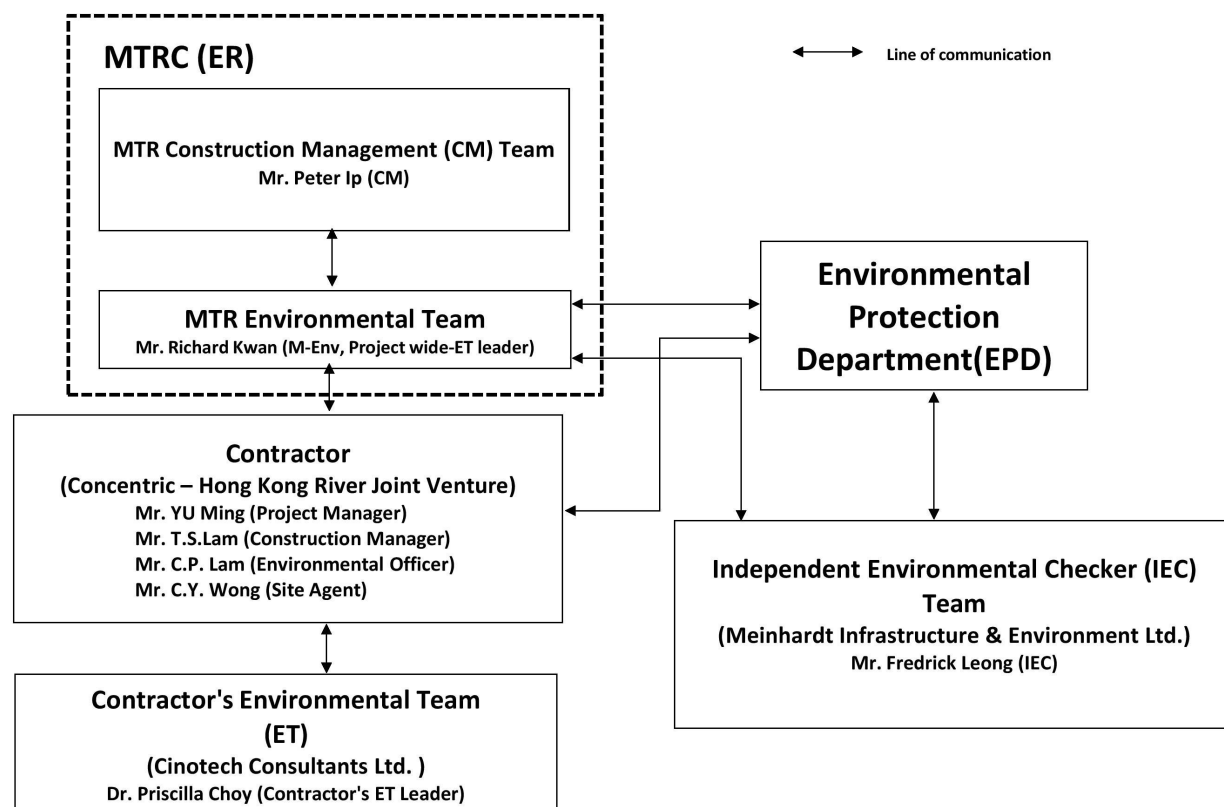 MTRC (ER)
Line of communication
MTR Construction Management (CM) Team
Mr. Peter Ip (CM)
MTR Environmental Team
Mr. Richard Kwan (M-Env, Project wide-ET leader)
Environmental
Protection
Department(EPD)
Contractor
(Concentric – Hong Kong River Joint Venture)
Mr. YU Ming (Project Manager)
Mr. T.S.Lam (Construction Manager)
Mr. C.P. Lam (Environmental Officer)
Mr. C.Y. Wong (Site Agent)
Independent Environmental Checker (IEC)
Team
(Meinhardt Infrastructure & Environment Ltd.)
Mr. Fredrick Leong (IEC)
Contractor's Environmental Team
(ET)
(Cinotech Consultants Ltd. )
Dr. Priscilla Choy (Contractor's ET Leader)